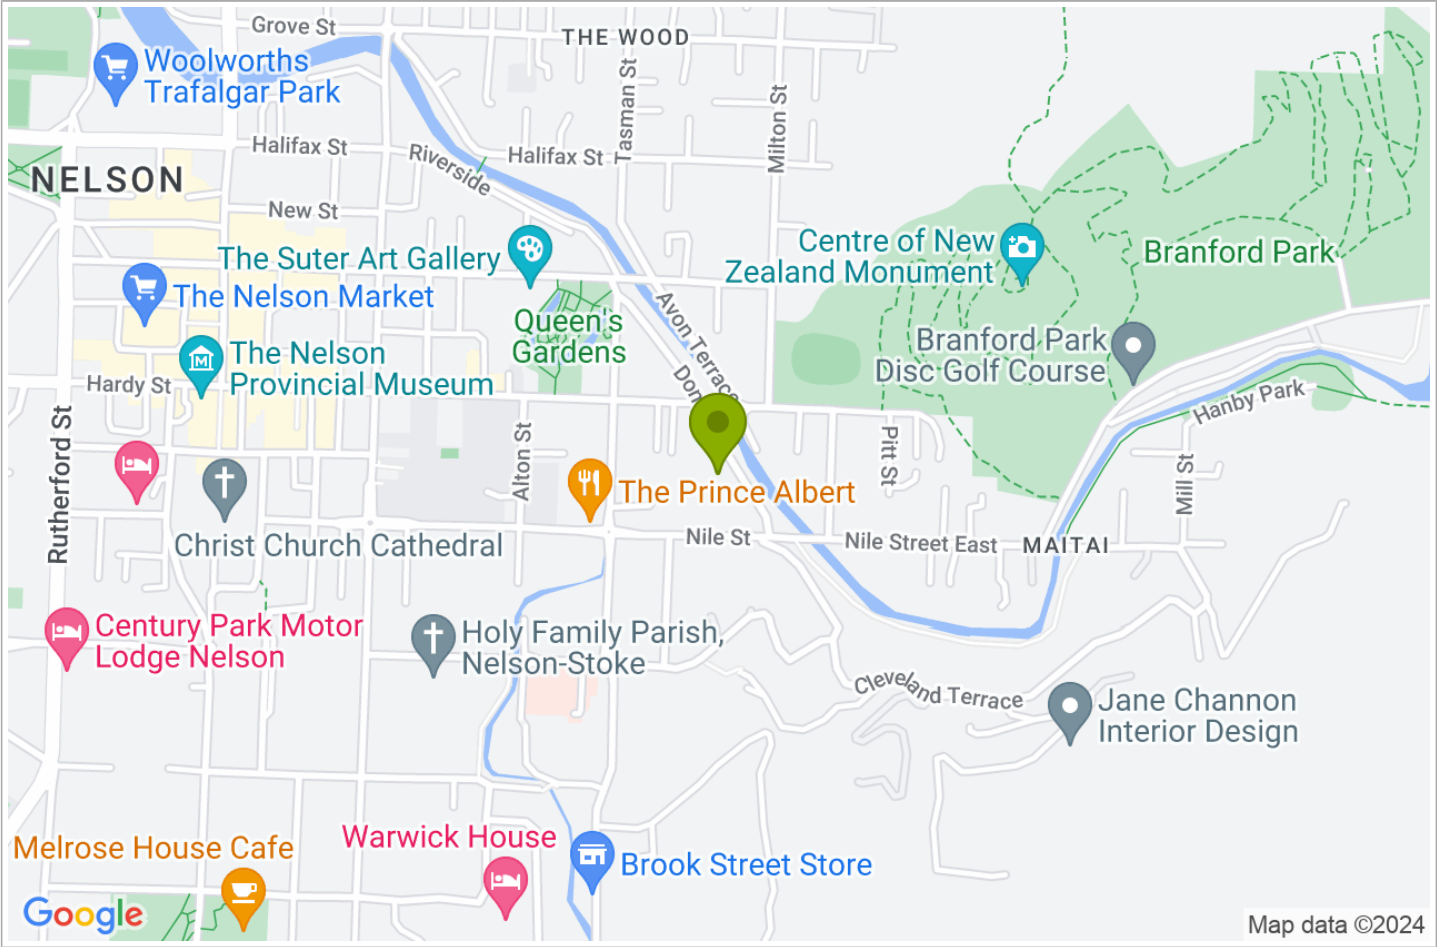 Grove St
THE WOOD
Woolworths
Trafalgar Park
Tasman St
Milton St
Halifax St
Riverside
Halifax St
NELSON
New St
The Suter Art Gallery
Centre of New
Zealand Monument
Branford Park
The Nelson Market
Queen's
Gardens
Avon Terrace
Branford Park
Disc Golf Course
The Nelson
Provincial Museum
Hardy St
Don
Hanby Park
Rutherford St
Alton St
Pitt St
Mill St
The Prince Albert
Christ Church Cathedral
Nile St
Nile Street East
MAITAI
Century Park Motor
Lodge Nelson
Holy Family Parish,
Nelson-Stoke
Cleveland Terrace
Jane Channon
Interior Design
Melrose House Cafe
Warwick House
Brook Street Store
Google
Map data ©2024